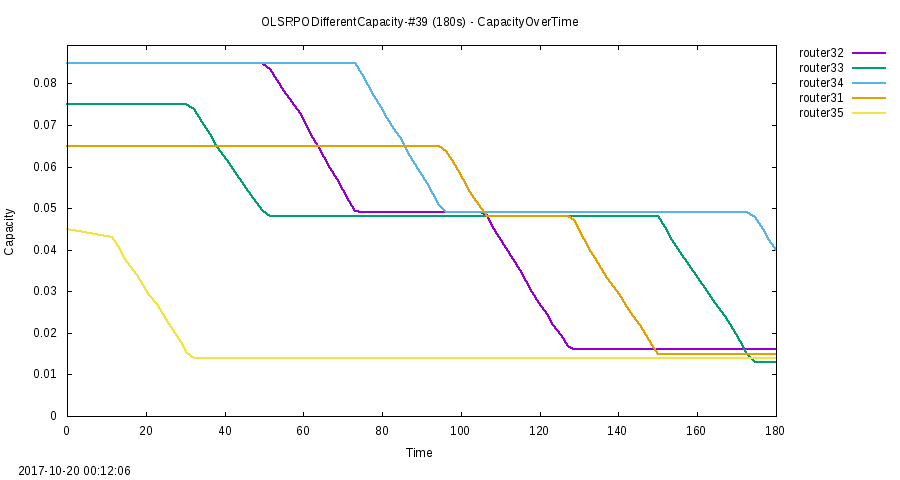 OLSRPODifferentCapacity-#39 (180s) - CapacityOverTime
router32
router33
router34
router31
router35
0.08
0.07
0.06
0.05
0.04
0.03
0.02
0.01
0
Capacity
0 20 40 60 80 100 120 140 160 180
Time
2017-10-20 00:12:06